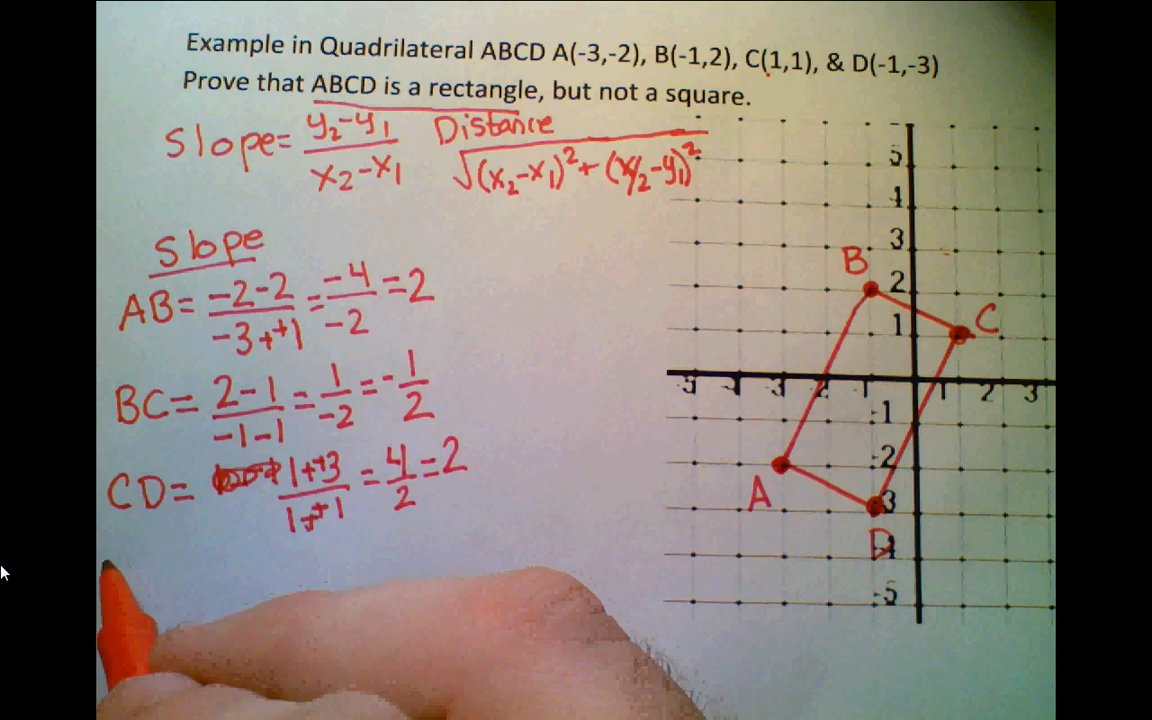 Example in Quadrilateral ABCD A(-3,-2), B(-1,2), C(1,1), & D(-1,-3)
Prove that ABCD is a rectangle, but not a square.
Slope= y₂-y₁ / x₂-x₁ Distance √(x₂-x₁)²+(y₂-y₁)²
Slope
AB= -2-2 / -3++1 = -4 / -2 =2
BC= 2-1 / -1-1 = 1 / -2 =- 1 / 2
CD= 1++3 / 1++1 = 4 / 2 =2
5
4
3
B
2
C
1
-3 -2 -1 1 2 3
-1
-2
A
-3
D
-5